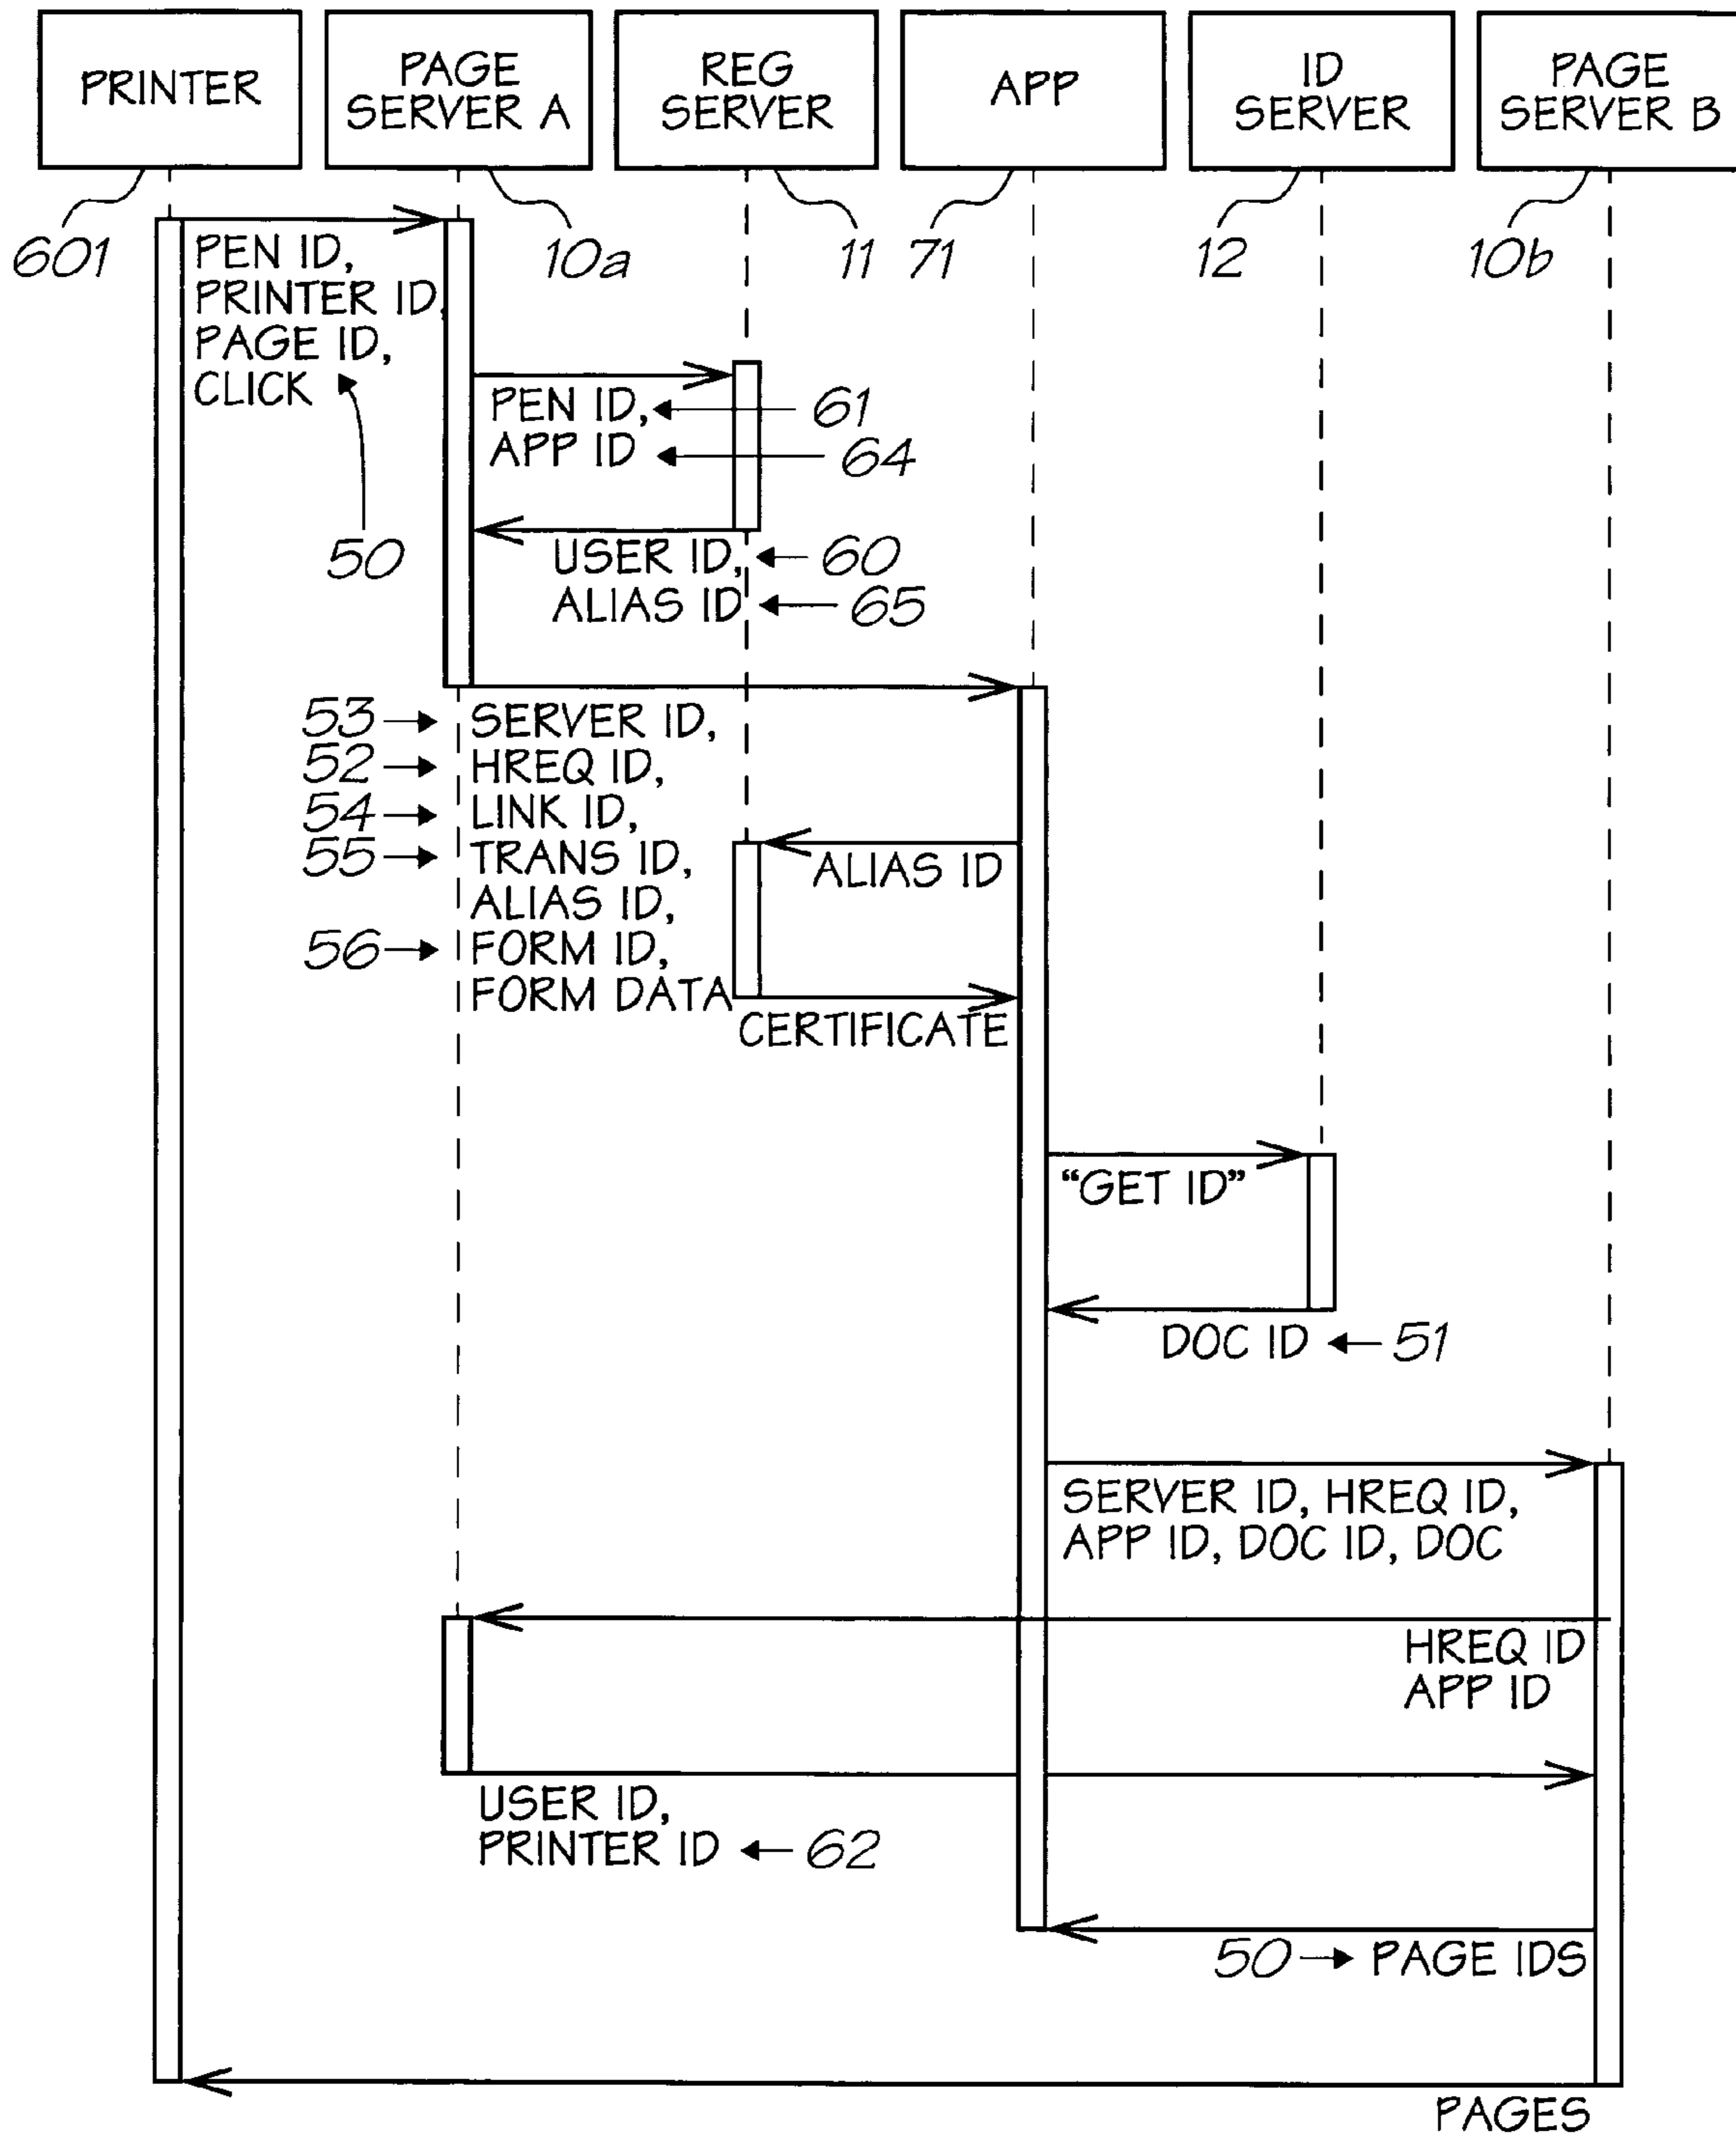 PRINTER
PAGE
SERVER A
REG
SERVER
APP
ID
SERVER
PAGE
SERVER B
601
10a
11
71
12
10b
PEN ID,
PRINTER ID,
PAGE ID,
CLICK
50
PEN ID,
61
APP ID
64
USER ID,
60
ALIAS ID
65
53
SERVER ID,
52
HREQ ID,
54
LINK ID,
55
TRANS ID,
ALIAS ID,
56
FORM ID,
FORM DATA
ALIAS ID
CERTIFICATE
“GET ID”
DOC ID
51
SERVER ID, HREQ ID,
APP ID, DOC ID, DOC
HREQ ID
APP ID
USER ID,
PRINTER ID
62
50
PAGE IDS
PAGES